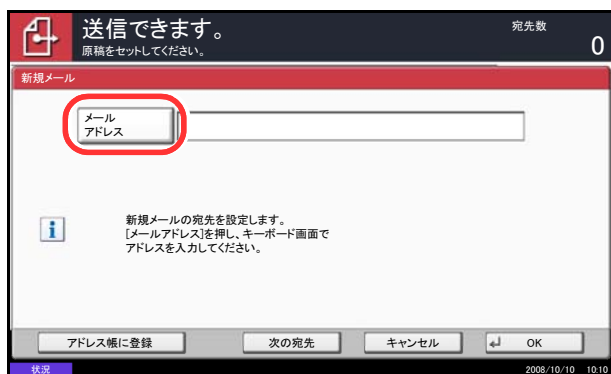 送信できます。
原稿をセットしてください。
宛先数
0
新規メール
メール
アドレス
新規メールの宛先を設定します。
[メールアドレス]を押し、キーボード画面で
アドレスを入力してください。
アドレス帳に登録
次の宛先
キャンセル
OK
状況
2008/10/10 10:10